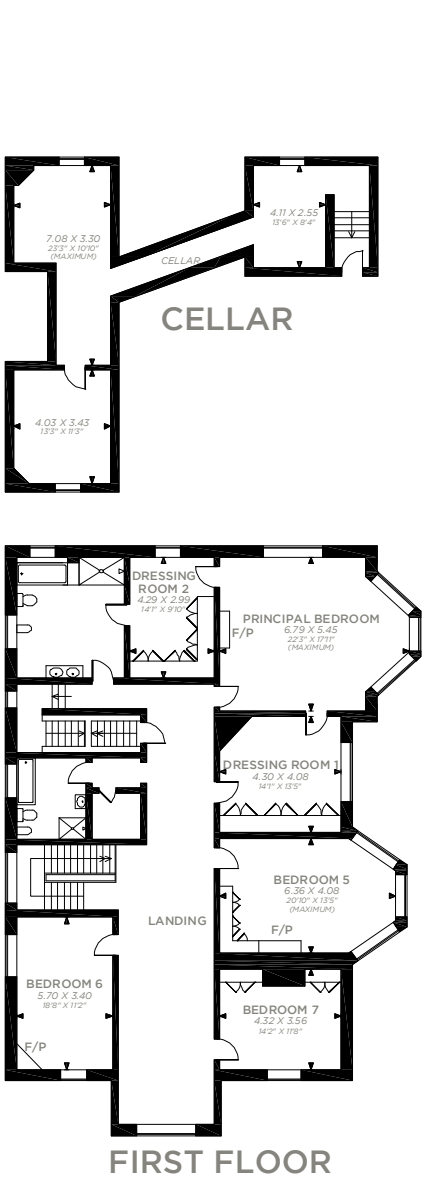 7.08 X 3.30
23'3" X 10'10"
(MAXIMUM)
4.11 X 2.55
13'6" X 8'4"
CELLAR
CELLAR
4.03 X 3.43
13'3" X 11'3"
DRESSING
ROOM 2
4.29 X 2.99
14'1" X 9'10"
PRINCIPAL BEDROOM
6.79 X 5.45
22'3" X 17'11"
(MAXIMUM)
F/P
DRESSING ROOM 1
4.30 X 4.08
14'1" X 13'5"
BEDROOM 5
6.36 X 4.08
20'10" X 13'5"
(MAXIMUM)
F/P
LANDING
BEDROOM 6
5.70 X 3.40
18'8" X 11'2"
F/P
BEDROOM 7
4.32 X 3.56
14'2" X 11'8"
FIRST FLOOR